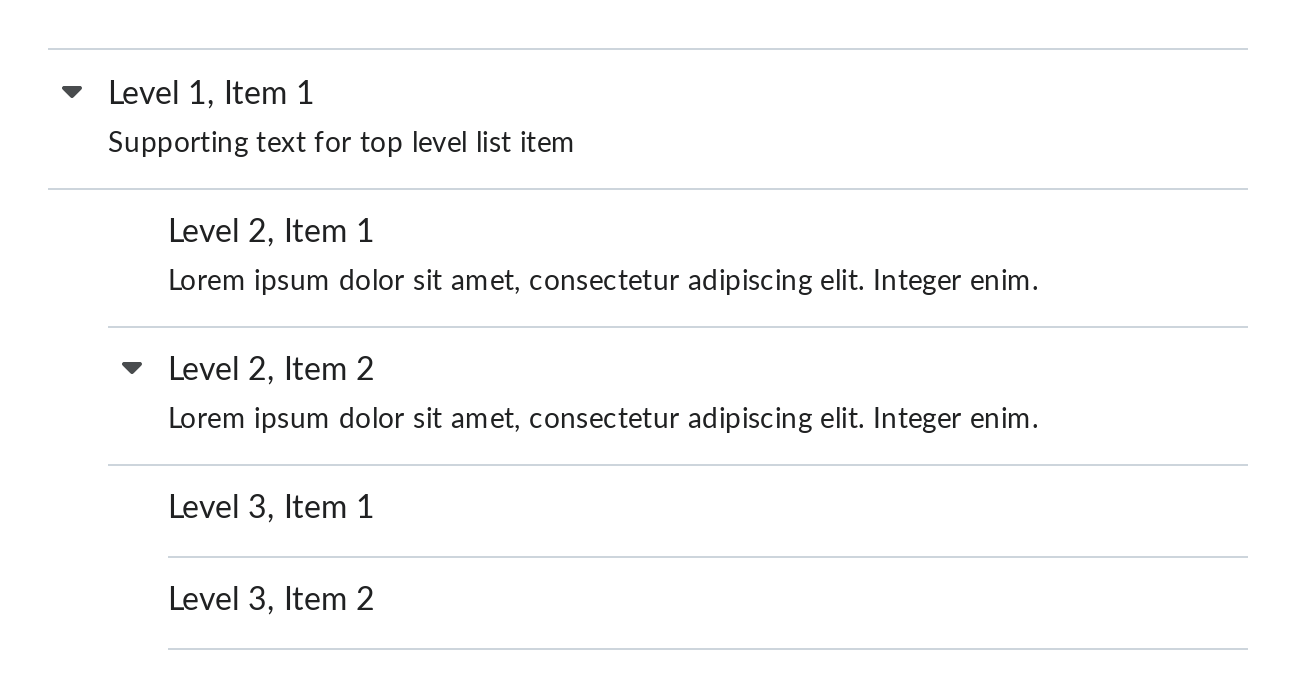 Level 1, Item 1
Supporting text for top level list item
Level 2, Item 1
Lorem ipsum dolor sit amet, consectetur adipiscing elit. Integer enim.
Level 2, Item 2
Lorem ipsum dolor sit amet, consectetur adipiscing elit. Integer enim.
Level 3, Item 1
Level 3, Item 2